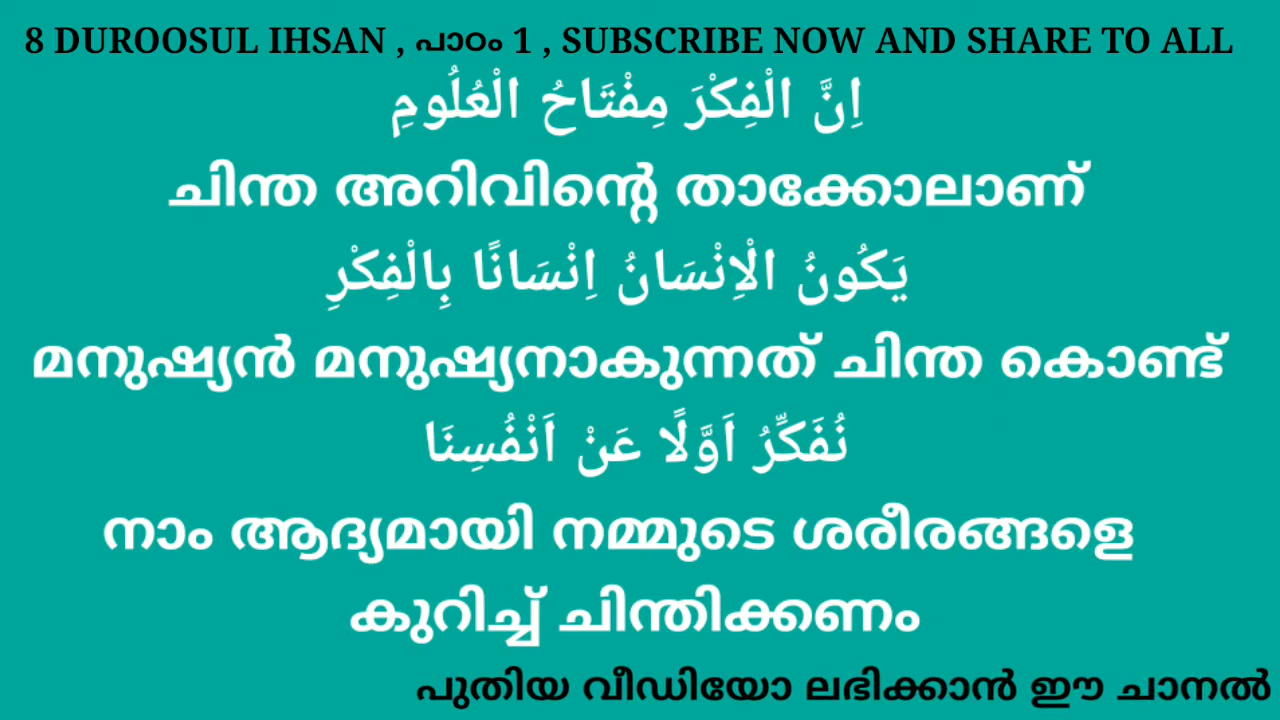 8 DUROOSUL IHSAN , പാഠം 1 , SUBSCRIBE NOW AND SHARE TO ALL
اِنَّ الْفِكْرَ مِفْتَاحُ الْعُلُومِ
ചിന്ത അറിവിന്റെ താക്കോലാണ്
يَكُونُ الْاِنْسَانُ اِنْسَانًا بِالْفِكْرِ
മനുഷ്യൻ മനുഷ്യനാകുന്നത് ചിന്ത കൊണ്ട്
نُفَكِّرُ اَوَّلًا عَنْ اَنْفُسِنَا
നാം ആദ്യമായി നമ്മുടെ ശരീരങ്ങളെ
കുറിച്ച് ചിന്തിക്കണം
പുതിയ വീഡിയോ ലഭിക്കാൻ ഈ ചാനൽ